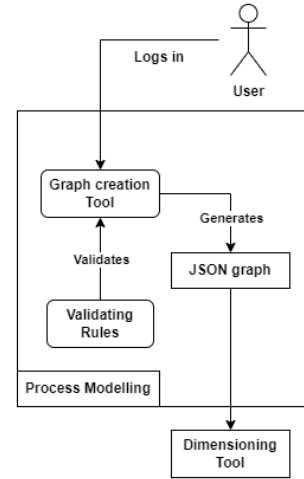 Logs in
User
Graph creation
Tool
Generates
Validates
JSON graph
Validating
Rules
Process Modelling
Dimensioning
Tool